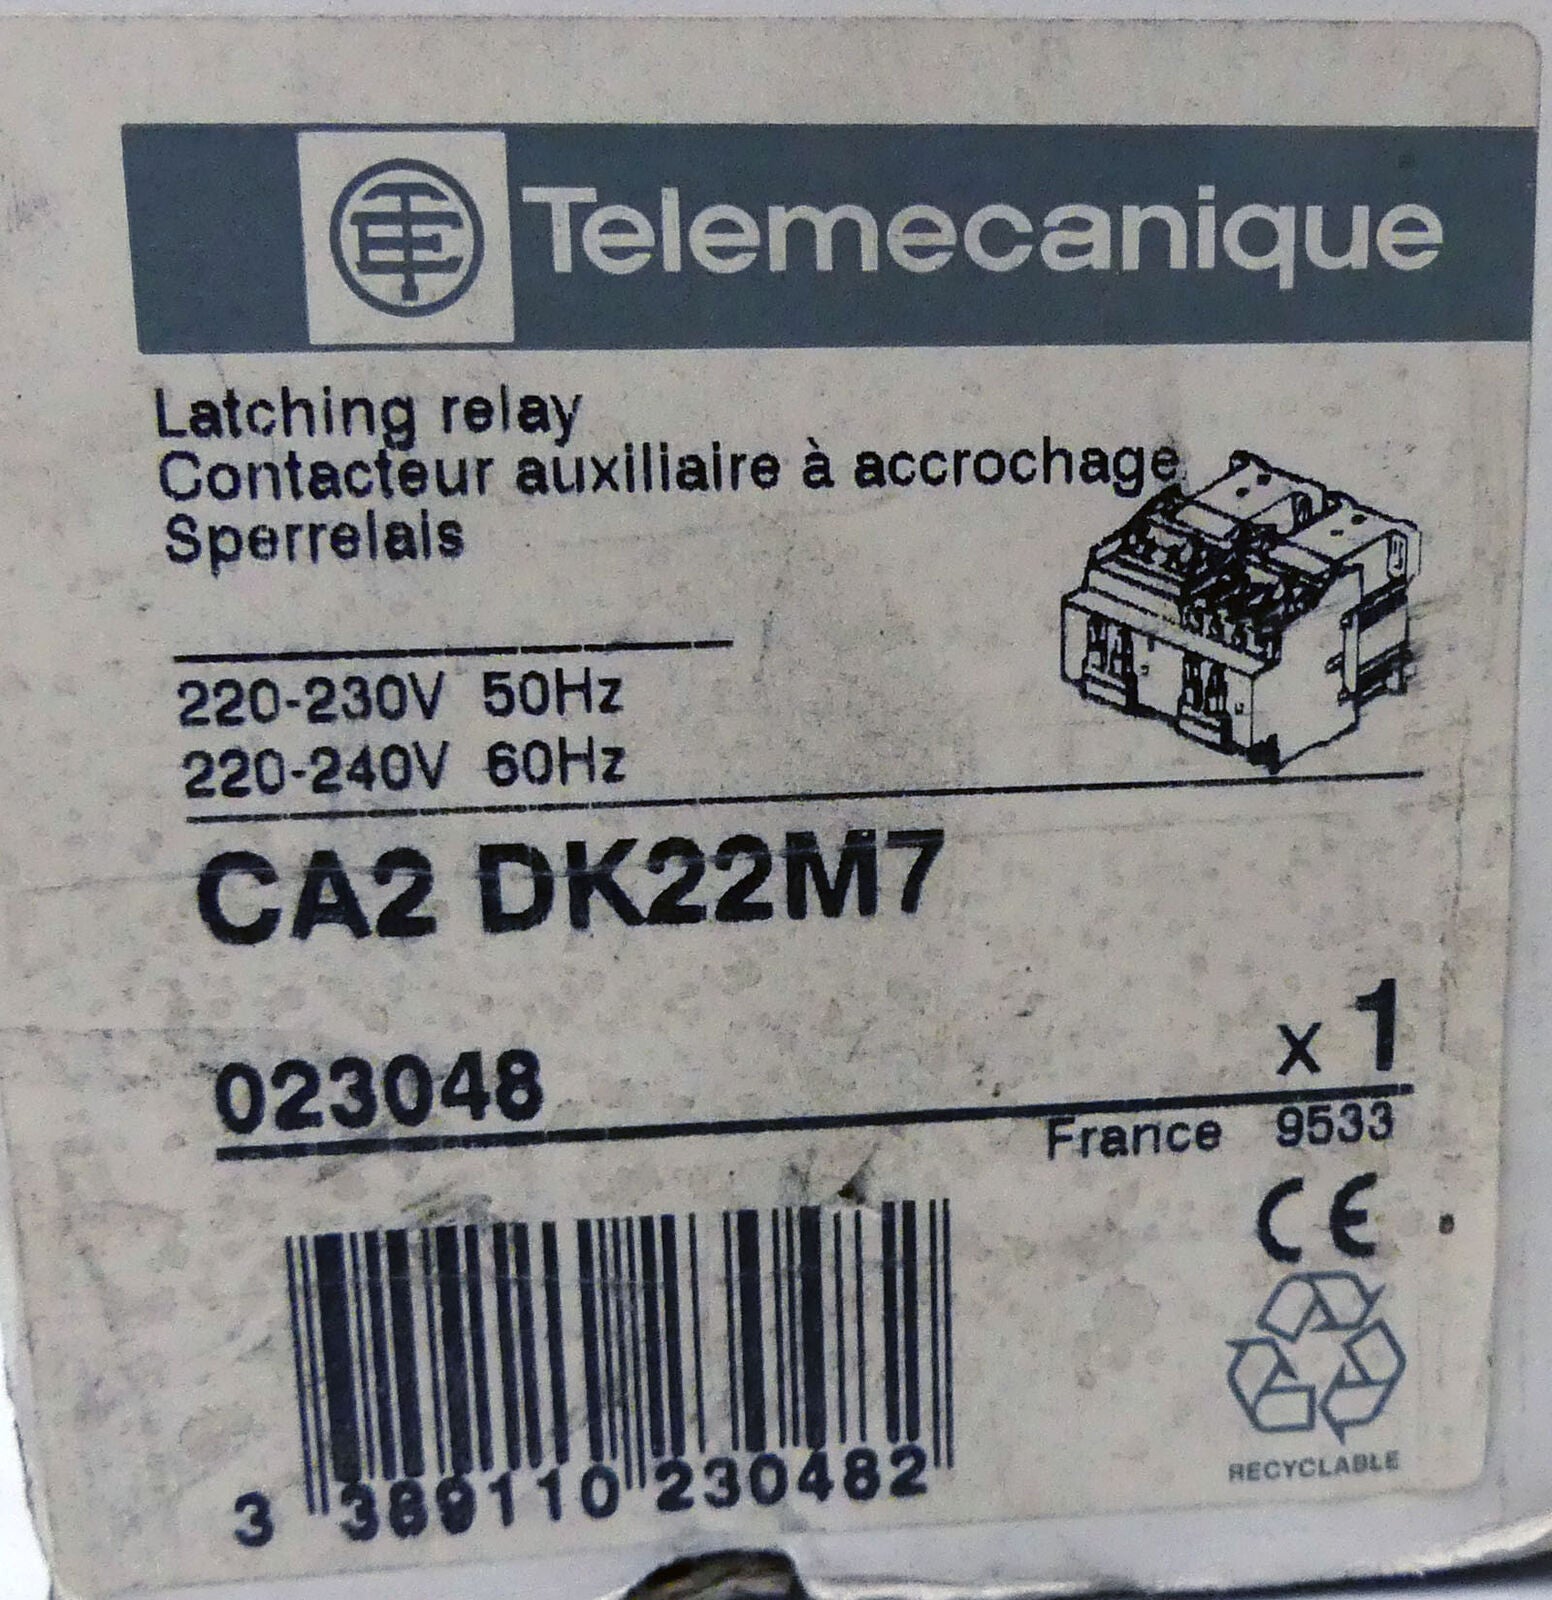 Telemecanique
Latching relay
Contacteur auxiliaire à accrochage
Sperrelais
220-230V 50Hz
220-240V 60Hz
CA2 DK22M7
023048 x 1
France 9533
CE
RECYCLABLE
3 389110 230482